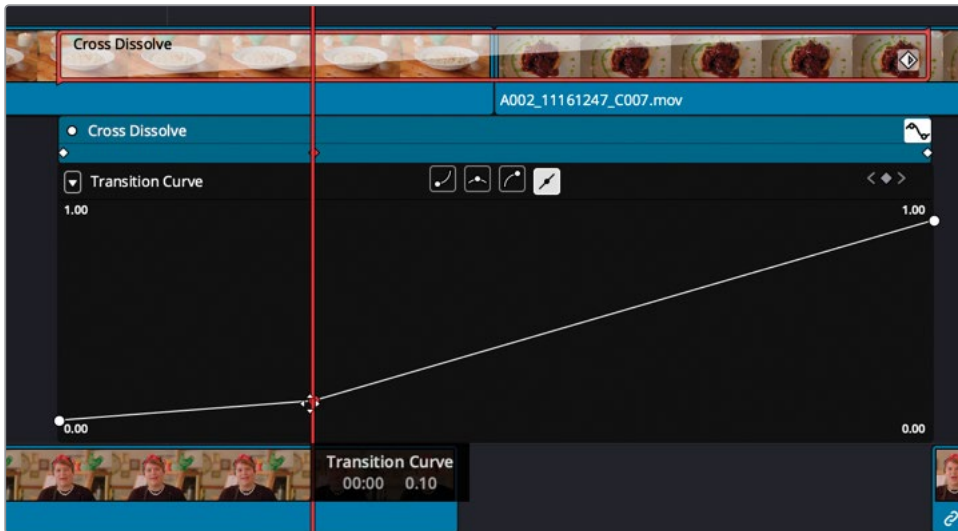 Cross Dissolve
A002_11161247_C007.mov
Cross Dissolve
Transition Curve
1.00
1.00
0.00
0.00
Transition Curve
00:00 0.10